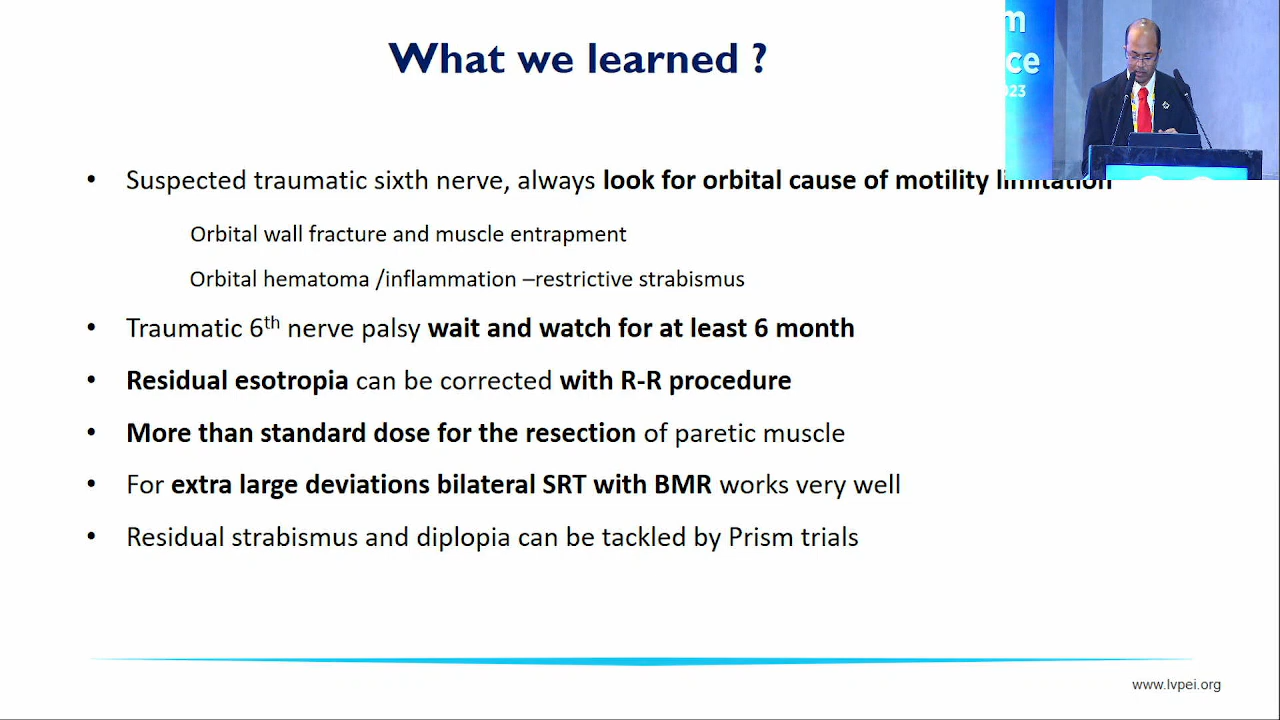 What we learned ?
m
ce
023
• Suspected traumatic sixth nerve, always look for orbital cause of motility limitation
Orbital wall fracture and muscle entrapment
Orbital hematoma /inflammation –restrictive strabismus
• Traumatic 6th nerve palsy wait and watch for at least 6 month
• Residual esotropia can be corrected with R-R procedure
• More than standard dose for the resection of paretic muscle
• For extra large deviations bilateral SRT with BMR works very well
• Residual strabismus and diplopia can be tackled by Prism trials
www.lvpei.org